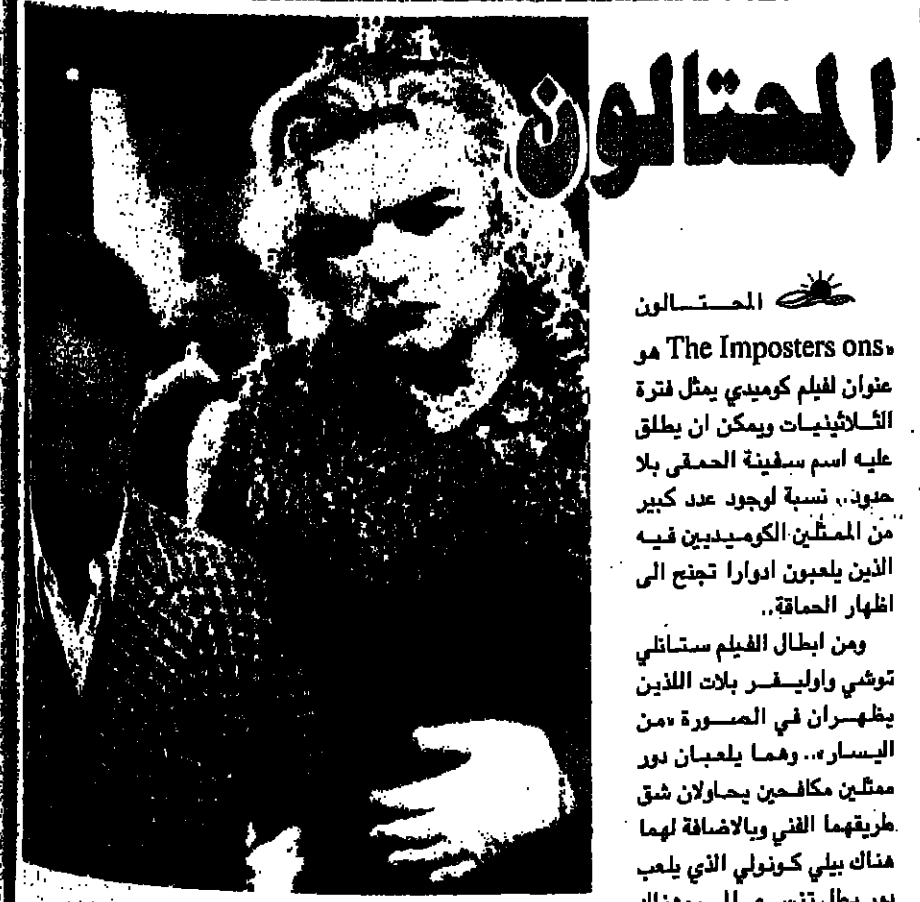 المحتالون
المحتالون
«The Imposters ons هو
عنوان لفيلم كوميدي يمثل فترة
الثلاثينيات ويمكن ان يطلق
عليه اسم سفينة الحمقى بلا
حدود.. نسبة لوجود عدد كبير
من الممثلين الكوميديين فيه
الذين يلعبون ادوارا تجنح الى
اظهار الحماقة..
ومن ابطال الفيلم ستانلي
توشي واوليفر بلات اللذين
يظهران في الصورة «من
اليسار».. وهما يلعبان دور
ممثلين مكافحين يحاولان شق
طريقهما الفني وبالاضافة لهما
هناك بيلي كونولي الذي يلعب
دور بطل تنس